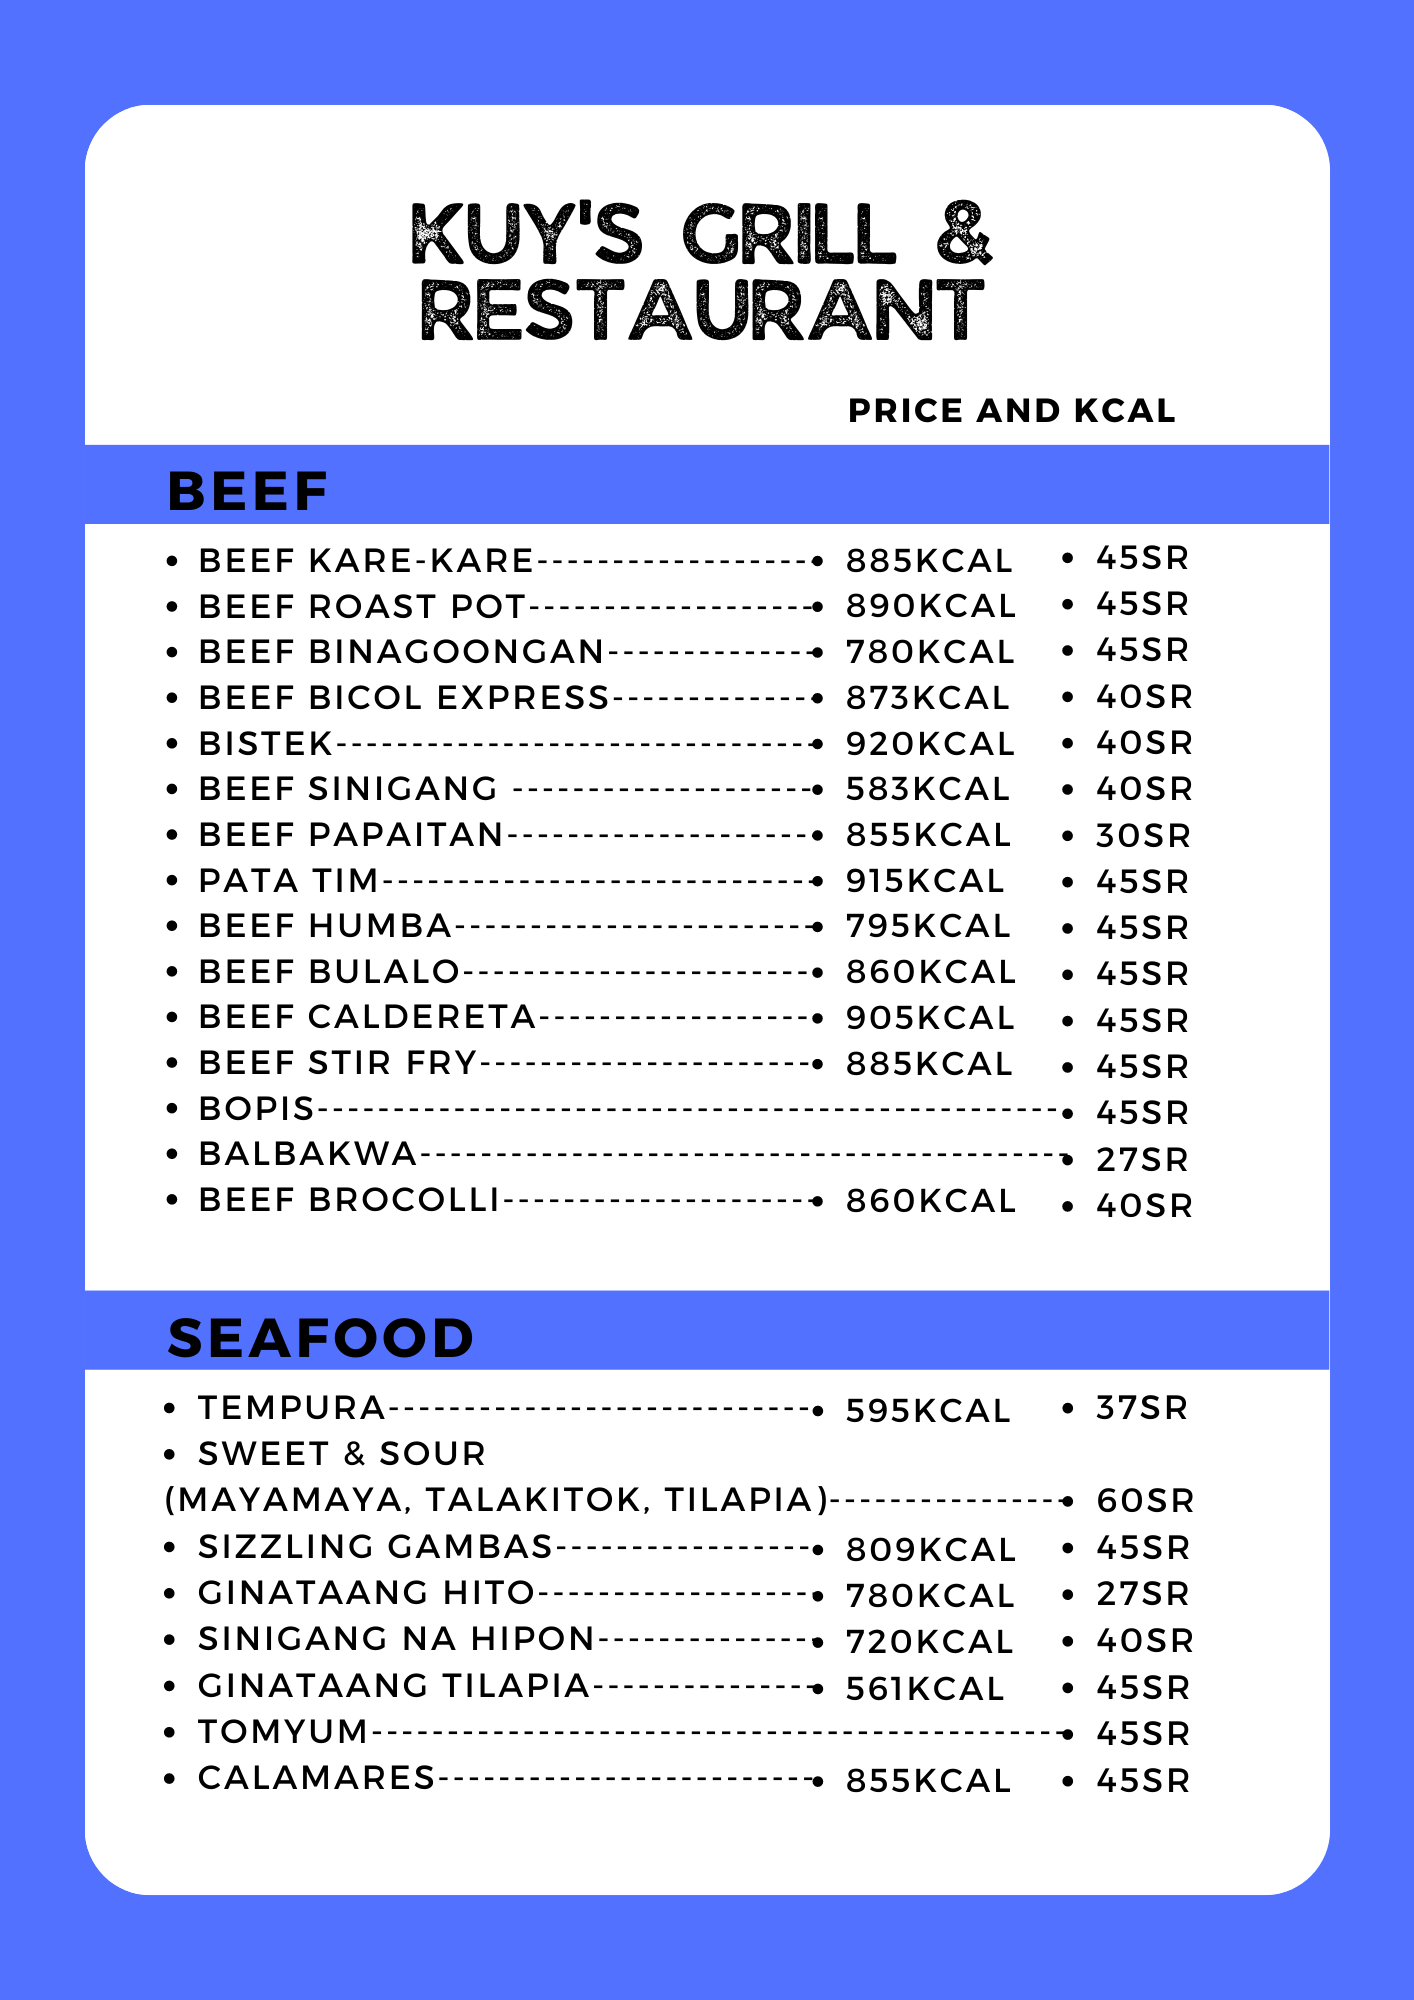 KUY'S GRILL &
RESTAURANT
PRICE AND KCAL
BEEF
• BEEF KARE-KARE------------------• 885KCAL • 45SR
• BEEF ROAST POT-------------------• 890KCAL • 45SR
• BEEF BINAGOONGAN--------------• 780KCAL • 45SR
• BEEF BICOL EXPRESS--------------• 873KCAL • 40SR
• BISTEK--------------------------------• 920KCAL • 40SR
• BEEF SINIGANG --------------------• 583KCAL • 40SR
• BEEF PAPAITAN--------------------• 855KCAL • 30SR
• PATA TIM-----------------------------• 915KCAL • 45SR
• BEEF HUMBA------------------------• 795KCAL • 45SR
• BEEF BULALO-----------------------• 860KCAL • 45SR
• BEEF CALDERETA------------------• 905KCAL • 45SR
• BEEF STIR FRY----------------------• 885KCAL • 45SR
• BOPIS-------------------------------------------------• 45SR
• BALBAKWA-------------------------------------------• 27SR
• BEEF BROCOLLI---------------------• 860KCAL • 40SR
SEAFOOD
• TEMPURA----------------------------• 595KCAL • 37SR
• SWEET & SOUR
(MAYAMAYA, TALAKITOK, TILAPIA)----------------• 60SR
• SIZZLING GAMBAS-----------------• 809KCAL • 45SR
• GINATAANG HITO-------------------• 780KCAL • 27SR
• SINIGANG NA HIPON---------------• 720KCAL • 40SR
• GINATAANG TILAPIA---------------• 561KCAL • 45SR
• TOMYUM----------------------------------------------• 45SR
• CALAMARES-------------------------• 855KCAL • 45SR